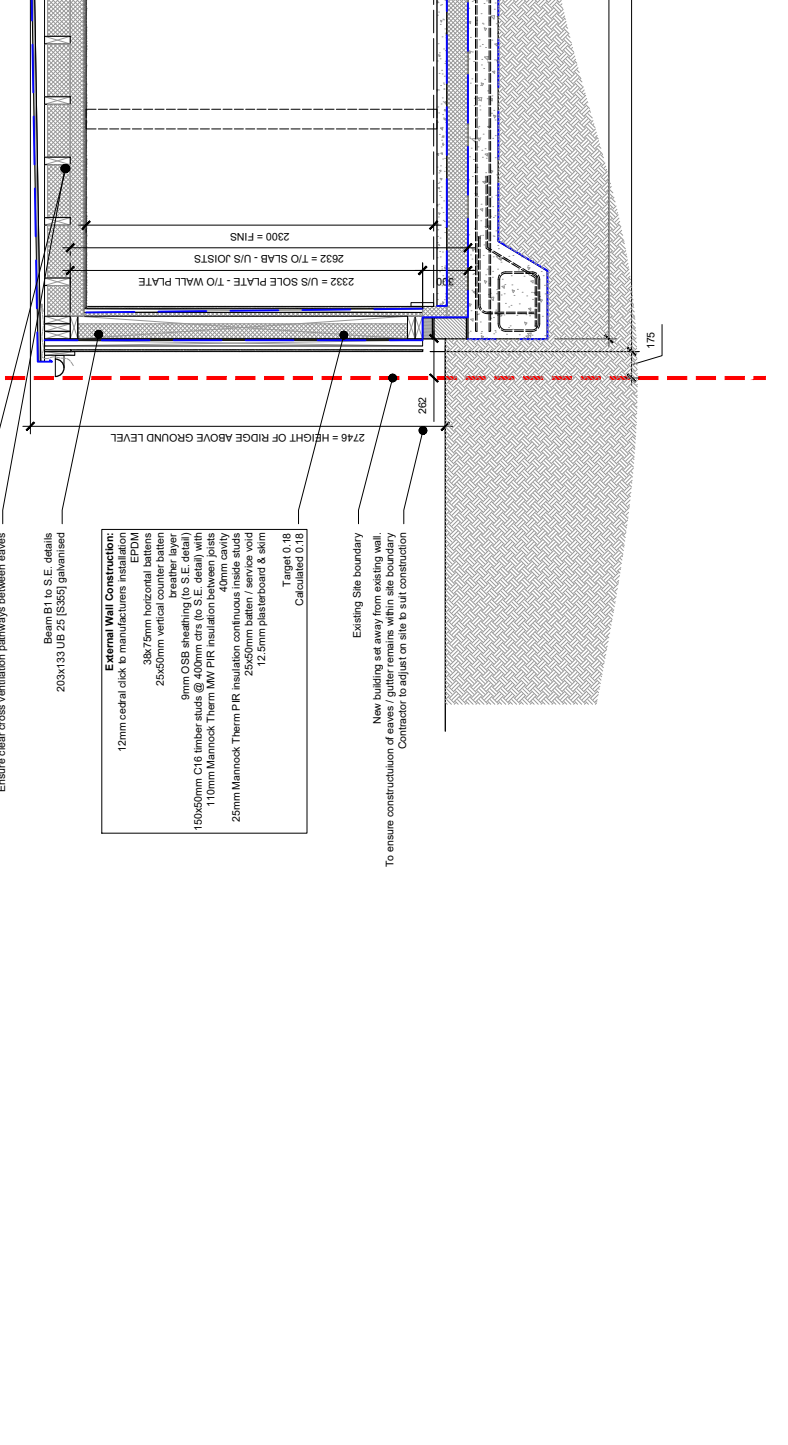 Ensure clear cross ventilation pathways between eaves
Beam B1 to S.E. details
203x133 UB 25 [S355] galvanised
External Wall Construction:
12mm cedral click to manufacturers installation
EPDM
38x75mm horizontal battens
25x50mm vertical counter batten
breather layer
9mm OSB sheathing (to S.E. detail)
150x50mm C16 timber studs @ 400mm ctrs (to S.E. detail) with
110mm Mannock Therm MW PIR insulation between joists
40mm cavity
25mm Mannock Therm PIR insulation continuous inside studs
25x50mm batten / service void
12.5mm plasterboard & skim
Target 0.18
Calculated 0.18
Existing Site boundary
New building set away from existing wall.
To ensure constructuiuon of eaves / gutter remains within site boundary
Contractor to adjust on site to suit construction
2300 = FINS
2632 = T/O SLAB - U/S JOISTS
2332 = U/S SOLE PLATE - T/O WALL PLATE
300
2746 = HEIGHT OF RIDGE ABOVE GROUND LEVEL
262
175